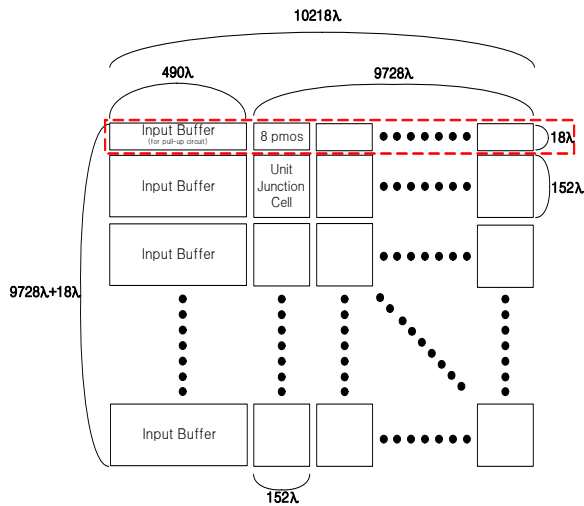 10218λ
490λ
9728λ
Input Buffer
(for pull-up circuit)
8 pmos
18λ
Input Buffer
Unit
Junction
Cell
152λ
Input Buffer
9728λ+18λ
Input Buffer
152λ